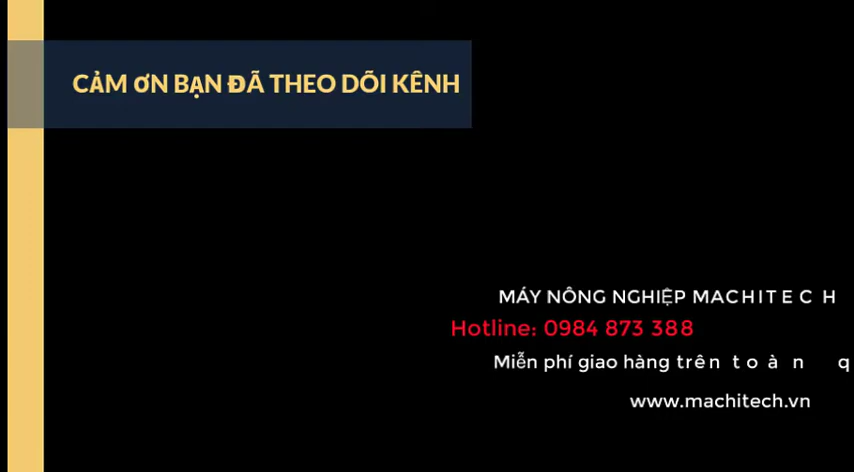 CẢM ƠN BẠN ĐÃ THEO DÕI KÊNH
MÁY NÔNG NGHIỆP MACHITECH
Hotline: 0984 873 388
Miễn phí giao hàng trên toàn q
www.machitech.vn